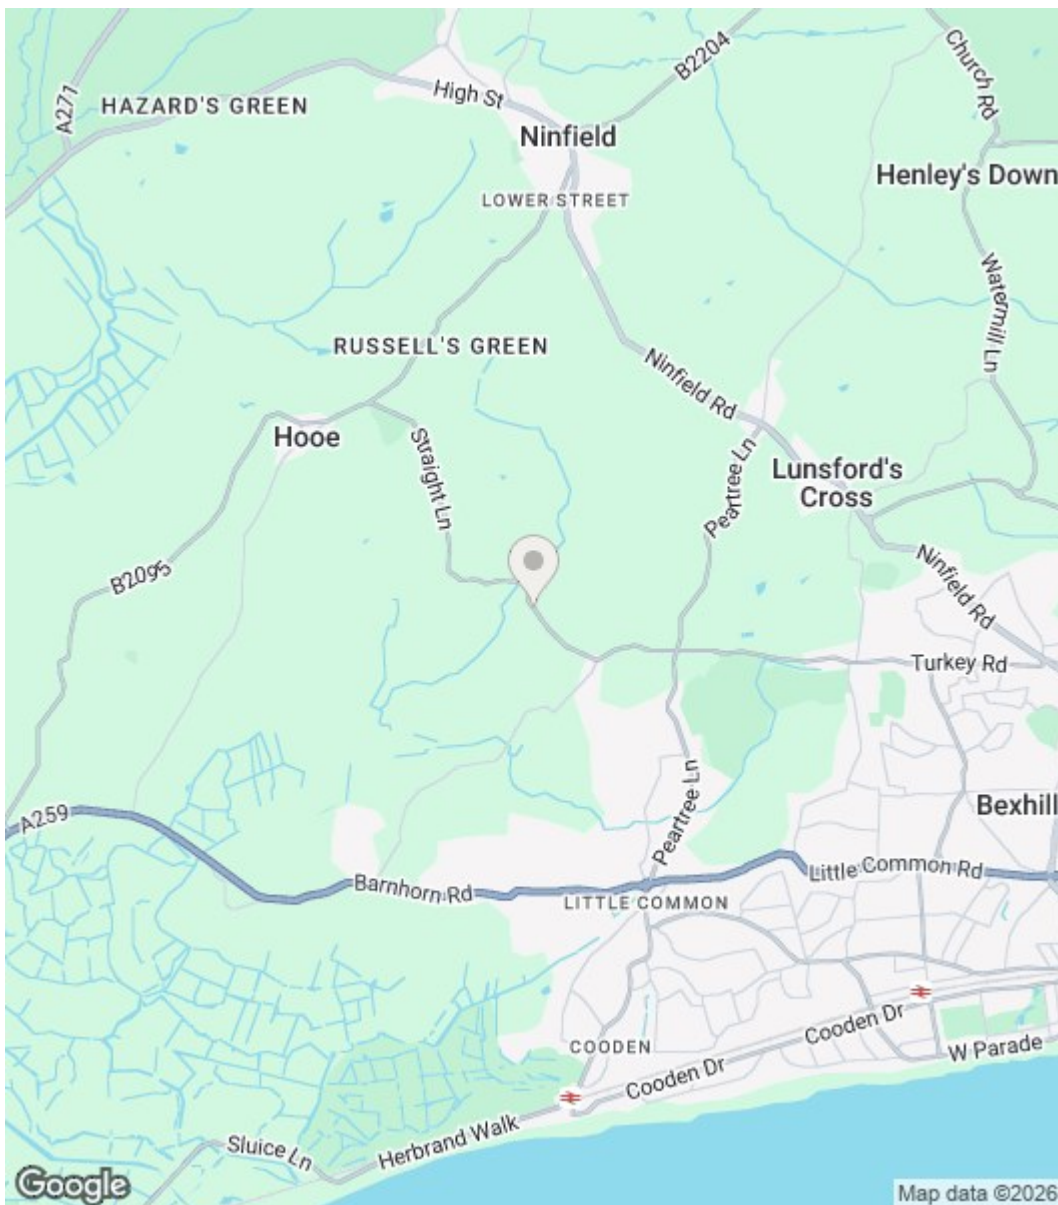 B2204
Church Rd
A271
High St
HAZARD'S GREEN
Ninfield
Henley's Down
LOWER STREET
Watermill Ln
RUSSELL'S GREEN
Ninfield Rd
Hooe
Straight Ln
Peartree Ln
Lunsford's
Cross
B2095
Ninfield Rd
Turkey Rd
Peartree Ln
Bexhill
A259
Barnhorn Rd
Little Common Rd
LITTLE COMMON
Cooden Dr
COODEN
W Parade
Cooden Dr
Herbrand Walk
Sluice Ln
Google
Map data ©2026